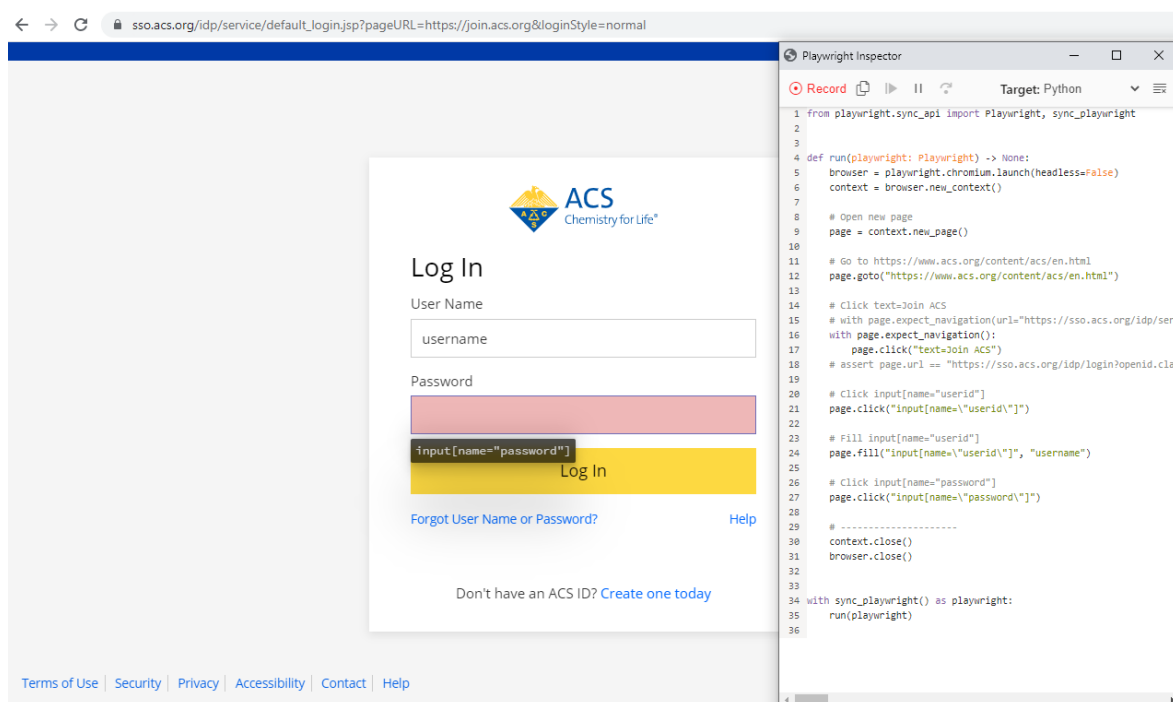 sso.acs.org/idp/service/default_login.jsp?pageURL=https://join.acs.org&loginStyle=normal
ACS
Chemistry for Life®
A C S
Log In
User Name
username
Password
input[name="password"]
Log In
Forgot User Name or Password? Help
Don't have an ACS ID? Create one today
Terms of Use | Security | Privacy | Accessibility | Contact | Help
Playwright Inspector
Record Target: Python
1 from playwright.sync_api import Playwright, sync_playwright
2
3
4 def run(playwright: Playwright) -> None:
5     browser = playwright.chromium.launch(headless=False)
6     context = browser.new_context()
7
8     # Open new page
9     page = context.new_page()
10
11     # Go to https://www.acs.org/content/acs/en.html
12     page.goto("https://www.acs.org/content/acs/en.html")
13
14     # Click text=Join ACS
15     # with page.expect_navigation(url="https://sso.acs.org/idp/ser
16     with page.expect_navigation():
17         page.click("text=Join ACS")
18     # assert page.url == "https://sso.acs.org/idp/login?openid.cla
19
20     # Click input[name="userid"]
21     page.click("input[name=\"userid\"]")
22
23     # Fill input[name="userid"]
24     page.fill("input[name=\"userid\"]", "username")
25
26     # Click input[name="password"]
27     page.click("input[name=\"password\"]")
28
29     # ---------------------
30     context.close()
31     browser.close()
32
33
34 with sync_playwright() as playwright:
35     run(playwright)
36